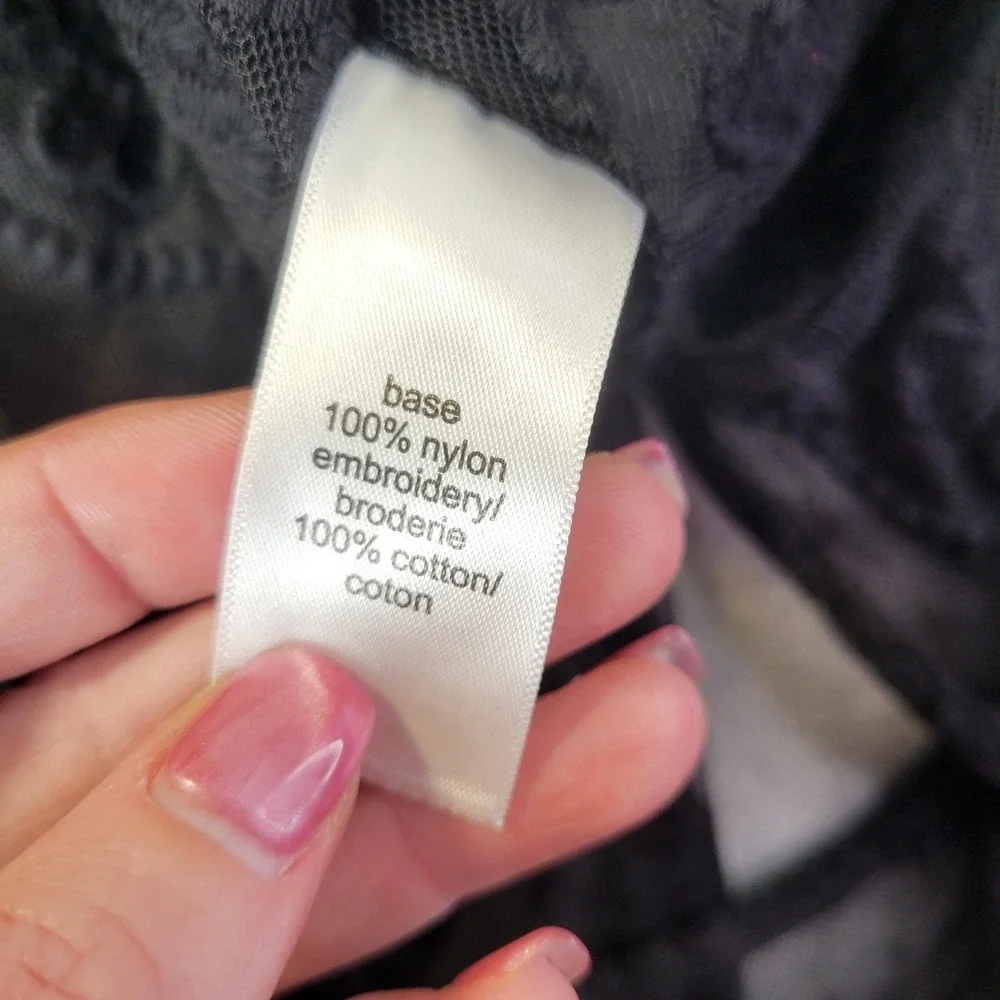 base
100% nylon
embroidery/
broderie
100% cotton/
coton